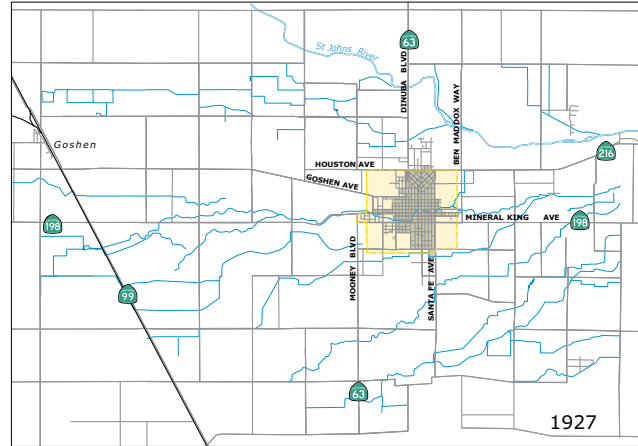 St Johns River
63
DINUBA BLVD
BEN MADDOX WAY
Goshen
HOUSTON AVE
216
GOSHEN AVE
198
MINERAL KING AVE
198
MOONEY BLVD
SANTA FE AVE
99
63
1927